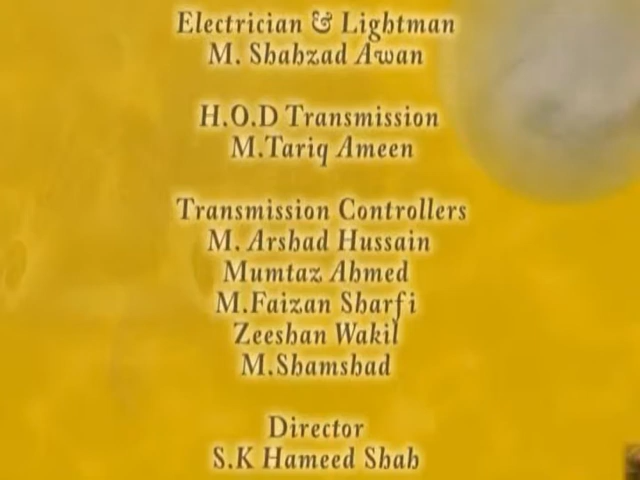 Electrician & Lightman
M. Shahzad Awan
H.O.D Transmission
M.Tariq Ameen
Transmission Controllers
M. Arshad Hussain
Mumtaz Ahmed
M.Faizan Sharfi
Zeeshan Wakil
M.Shamshad
Director
S.K Hameed Shah